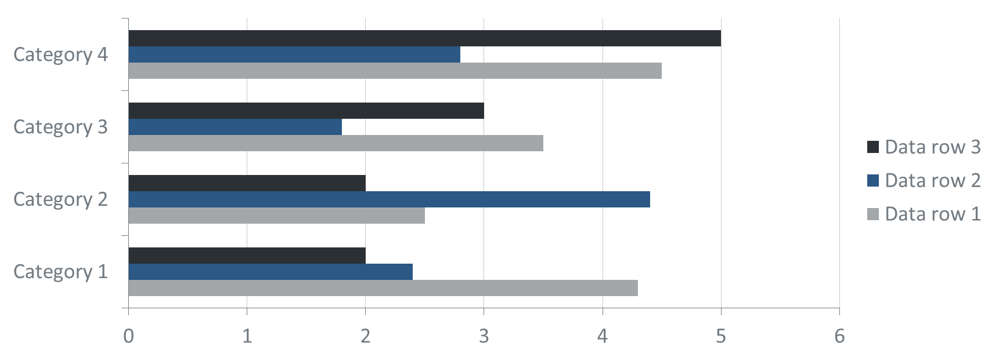 Category 4
Category 3
Category 2
Category 1
0 1 2 3 4 5 6
Data row 3
Data row 2
Data row 1